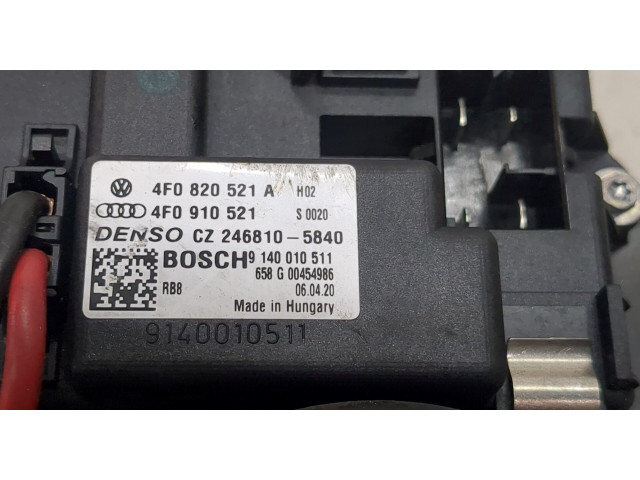 4F0 820 521 A H02
4F0 910 521 S 0020
DENSO CZ 246810-5840
BOSCH 9 140 010 511
658 G 00454986
RB8 06.04.20
Made in Hungary
9140010511